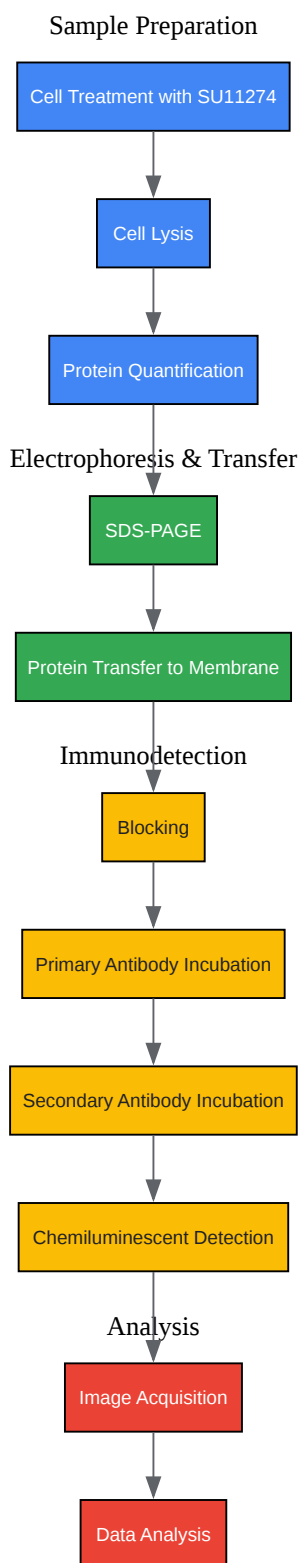 Sample Preparation
Cell Treatment with SU11274
Cell Lysis
Protein Quantification
Electrophoresis & Transfer
SDS-PAGE
Protein Transfer to Membrane
Immunodetection
Blocking
Primary Antibody Incubation
Secondary Antibody Incubation
Chemiluminescent Detection
Analysis
Image Acquisition
Data Analysis